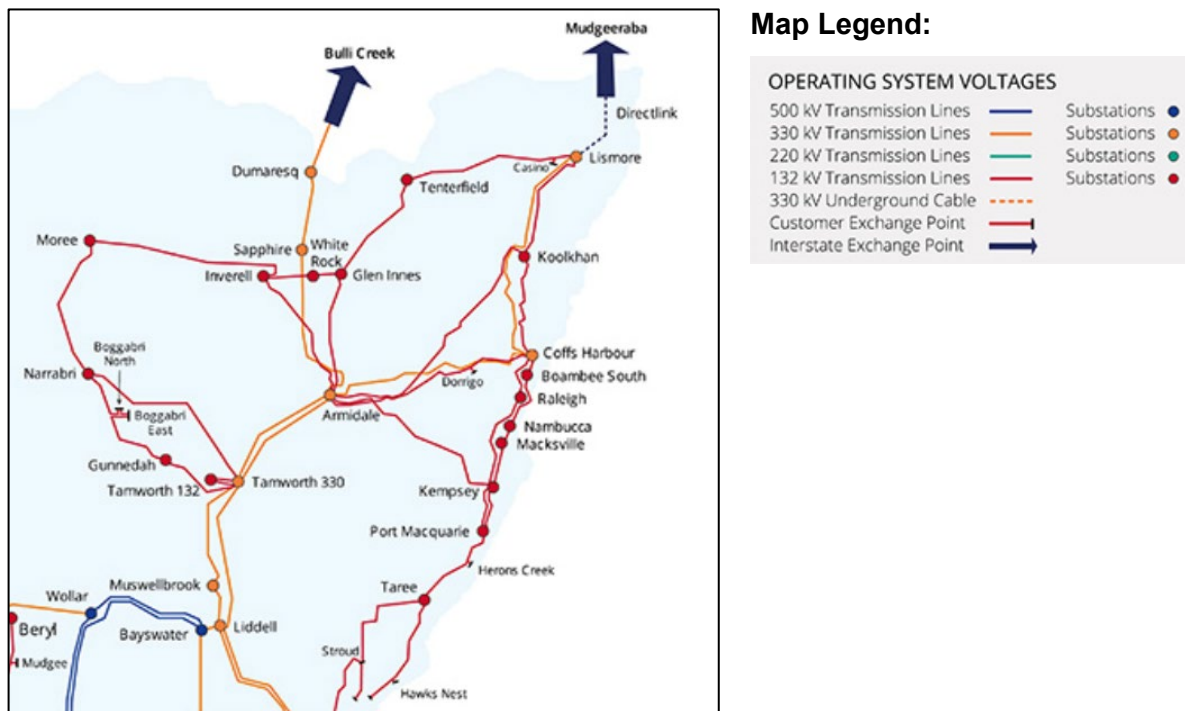 Mudgeeraba
Bulli Creek
Directlink
Lismore
Casino
Dumaresq
Tenterfield
Moree
Sapphire
White
Rock
Inverell
Glen Innes
Koolkhan
Boggabri
North
Narrabri
Coffs Harbour
Dorrigo
Boambee South
Raleigh
Armidale
Boggabri
East
Nambucca
Macksville
Gunnedah
Tamworth 132
Tamworth 330
Kempsey
Port Macquarie
Herons Creek
Muswellbrook
Taree
Wollar
Beryl
Bayswater
Liddell
Mudgee
Stroud
Hawks Nest
Map Legend:
OPERATING SYSTEM VOLTAGES
500 kV Transmission Lines Substations
330 kV Transmission Lines Substations
220 kV Transmission Lines Substations
132 kV Transmission Lines Substations
330 kV Underground Cable
Customer Exchange Point
Interstate Exchange Point